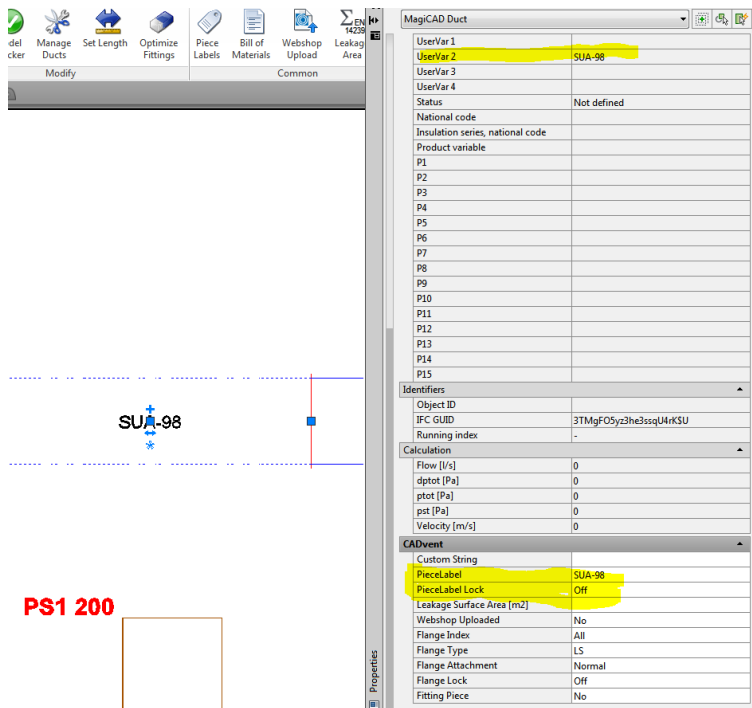 MagiCAD Duct
Σ EN 14239
del
cker
Manage Ducts
Set Length
Optimize Fittings
Piece Labels
Bill of Materials
Webshop Upload
Leakag
Area
Modify
Common
UserVar 1
UserVar 2 SUA-98
UserVar 3
UserVar 4
Status Not defined
National code
Insulation series, national code
Product variable
P1
P2
P3
P4
P5
P6
P7
P8
P9
P10
P11
P12
P13
P14
P15
Identifiers
Object ID
IFC GUID 3TMgFO5yz3he3ssqU4rK$U
Running index -
Calculation
Flow [l/s] 0
dptot [Pa] 0
ptot [Pa] 0
pst [Pa] 0
Velocity [m/s] 0
CADvent
Custom String
PieceLabel SUA-98
PieceLabel Lock Off
Leakage Surface Area [m2]
Webshop Uploaded No
Flange Index All
Flange Type LS
Flange Attachment Normal
Flange Lock Off
Fitting Piece No
SUA-98
PS1 200
Properties